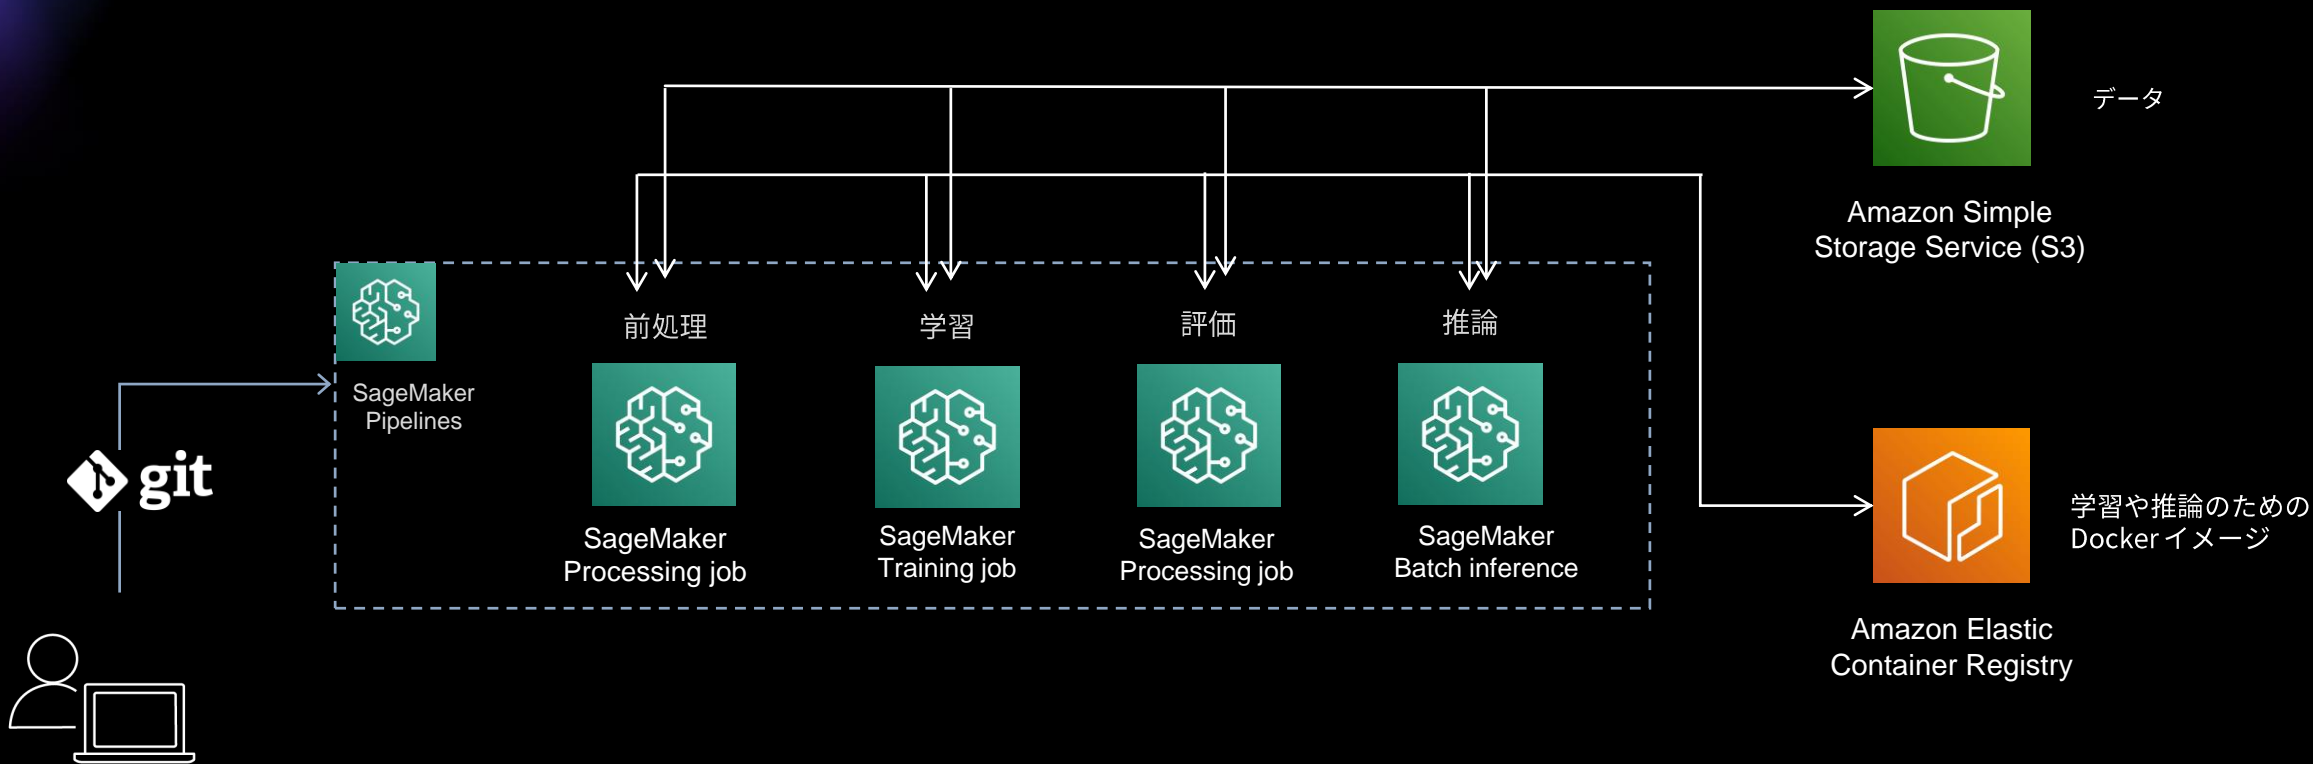 データ
Amazon Simple
Storage Service (S3)
前処理
学習
評価
推論
SageMaker
Pipelines
git
SageMaker
Processing job
SageMaker
Training job
SageMaker
Processing job
SageMaker
Batch inference
学習や推論のための
Docker イメージ
Amazon Elastic
Container Registry